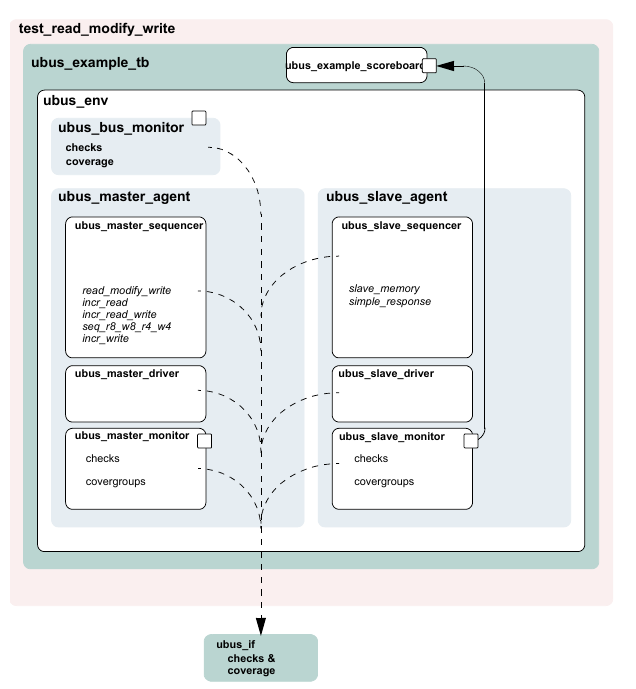 test_read_modify_write
ubus_example_tb
ubus_example_scoreboard
ubus_env
ubus_bus_monitor
checks
coverage
ubus_master_agent
ubus_master_sequencer
read_modify_write
incr_read
incr_read_write
seq_r8_w8_r4_w4
incr_write
ubus_master_driver
ubus_master_monitor
checks
covergroups
ubus_slave_agent
ubus_slave_sequencer
slave_memory
simple_response
ubus_slave_driver
ubus_slave_monitor
checks
covergroups
ubus_if
checks &
coverage